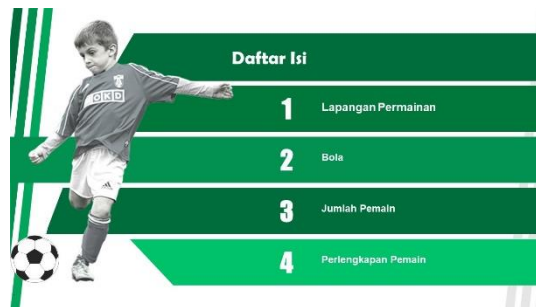 Daftar Isi
1 Lapangan Permainan
2 Bola
3 Jumlah Pemain
4 Perlengkapan Pemain
OKD